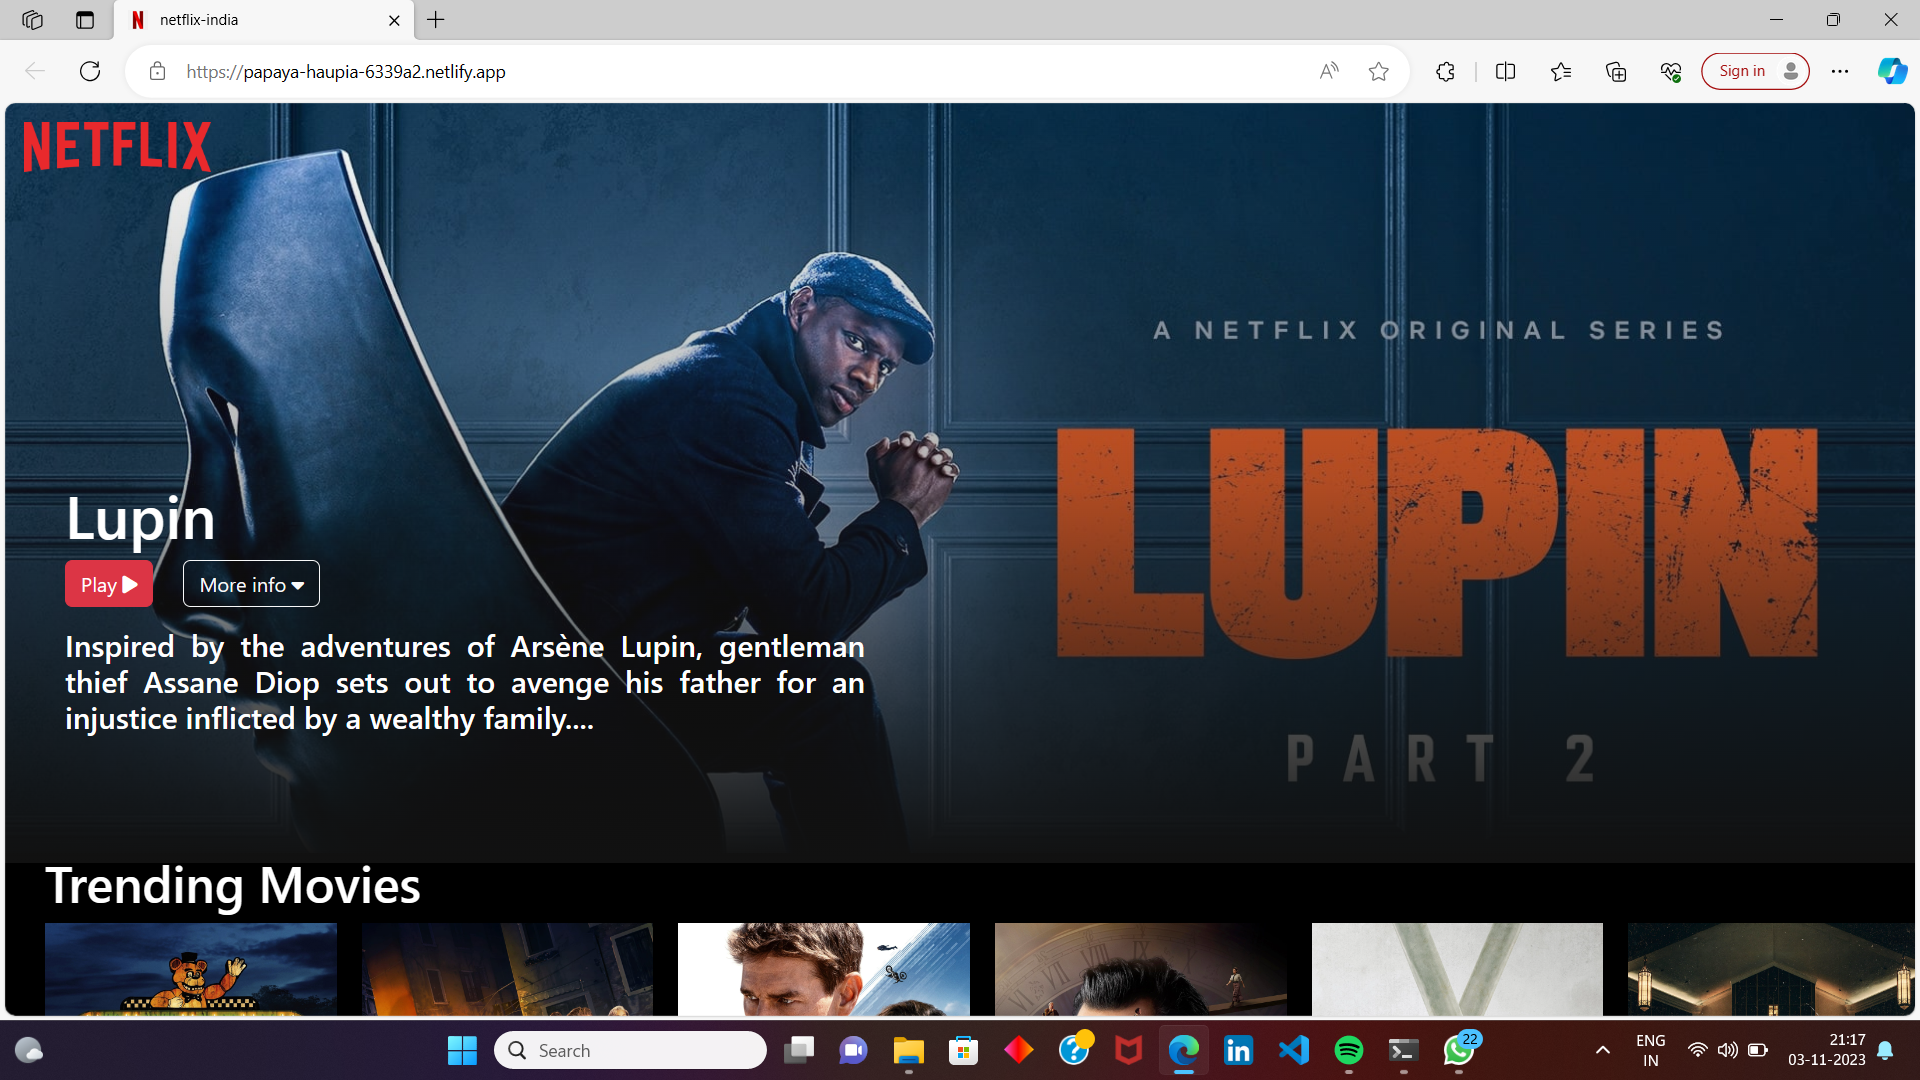 netflix-india
https://papaya-haupia-6339a2.netlify.app
Sign in
NETFLIX
A NETFLIX ORIGINAL SERIES
LUPIN
PART 2
Lupin
Play
More info
Inspired by the adventures of Arsène Lupin, gentleman
thief Assane Diop sets out to avenge his father for an
injustice inflicted by a wealthy family....
Trending Movies
Search
22
ENG
IN
21:17
03-11-2023